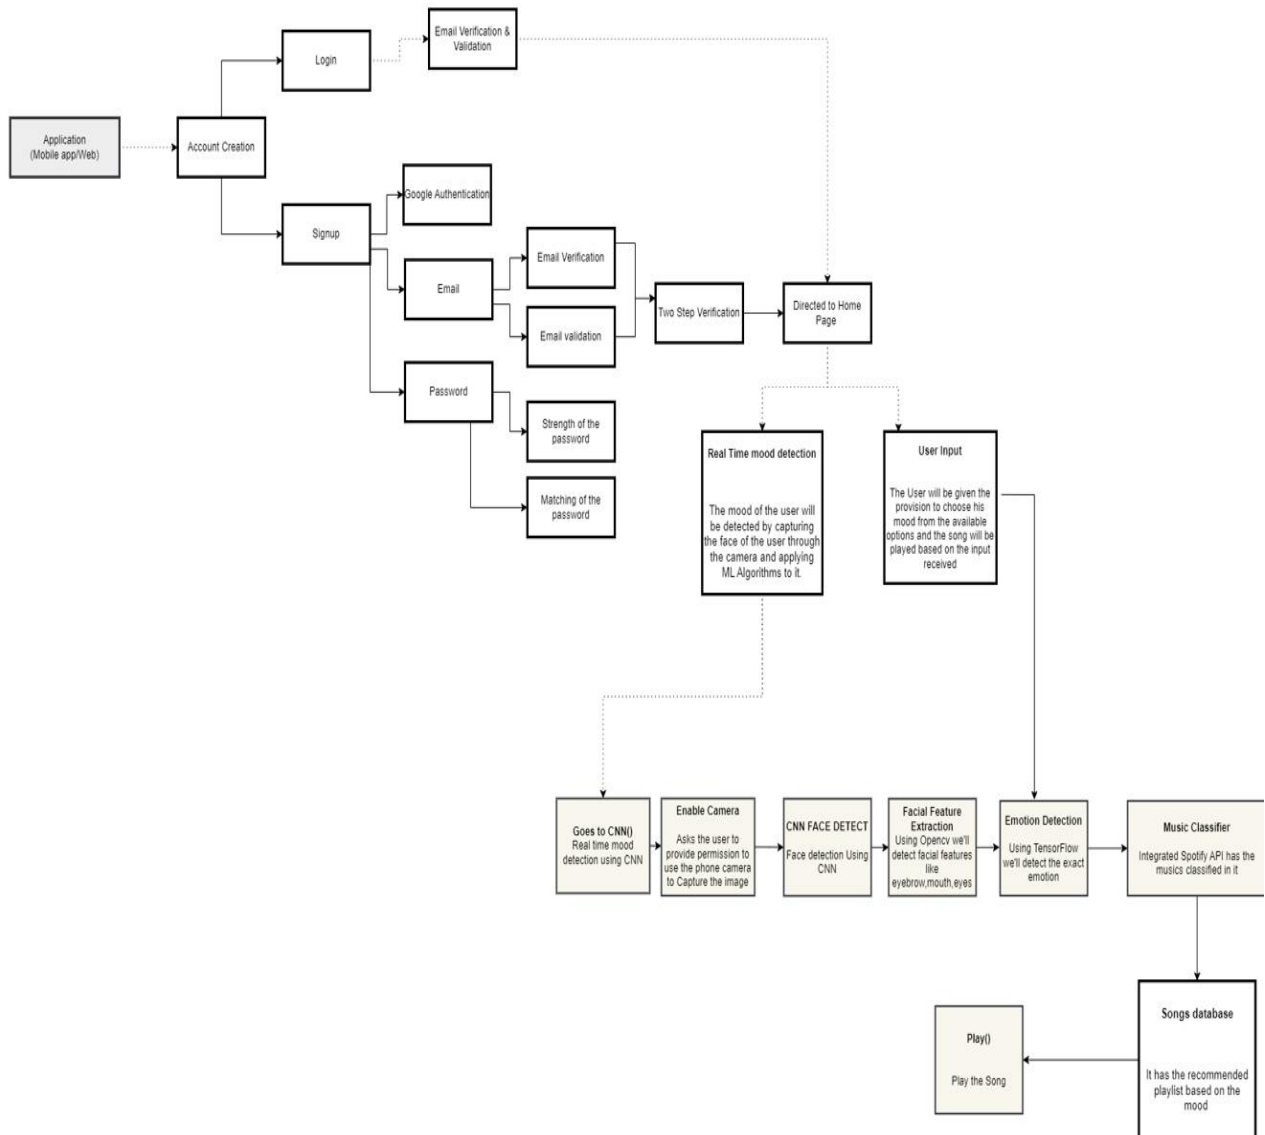 Email Verification &
Validation
Login
Application
(Mobile app/Web)
Account Creation
Google Authentication
Signup
Email Verification
Email
Two Step Verification
Directed to Home
Page
Email validation
Password
Strength of the
password
Matching of the
password
Real Time mood detection
The mood of the user will
be detected by capturing
the face of the user through
the camera and applying
ML Algorithms to it.
User Input
The User will be given the
provision to choose his
mood from the available
options and the song will be
played based on the input
received
Goes to CNN()
Real time mood
detection using CNN
Enable Camera
Asks the user to
provide permission to
use the phone camera
to Capture the image
CNN FACE DETECT
Face detection Using
CNN
Facial Feature
Extraction
Using Opencv we'll
detect facial features
like
eyebrow,mouth,eyes
Emotion Detection
Using TensorFlow
we'll detect the exact
emotion
Music Classifier
Integrated Spotify API has the
musics classified in it
Songs database
It has the recommended
playlist based on the
mood
Play()
Play the Song